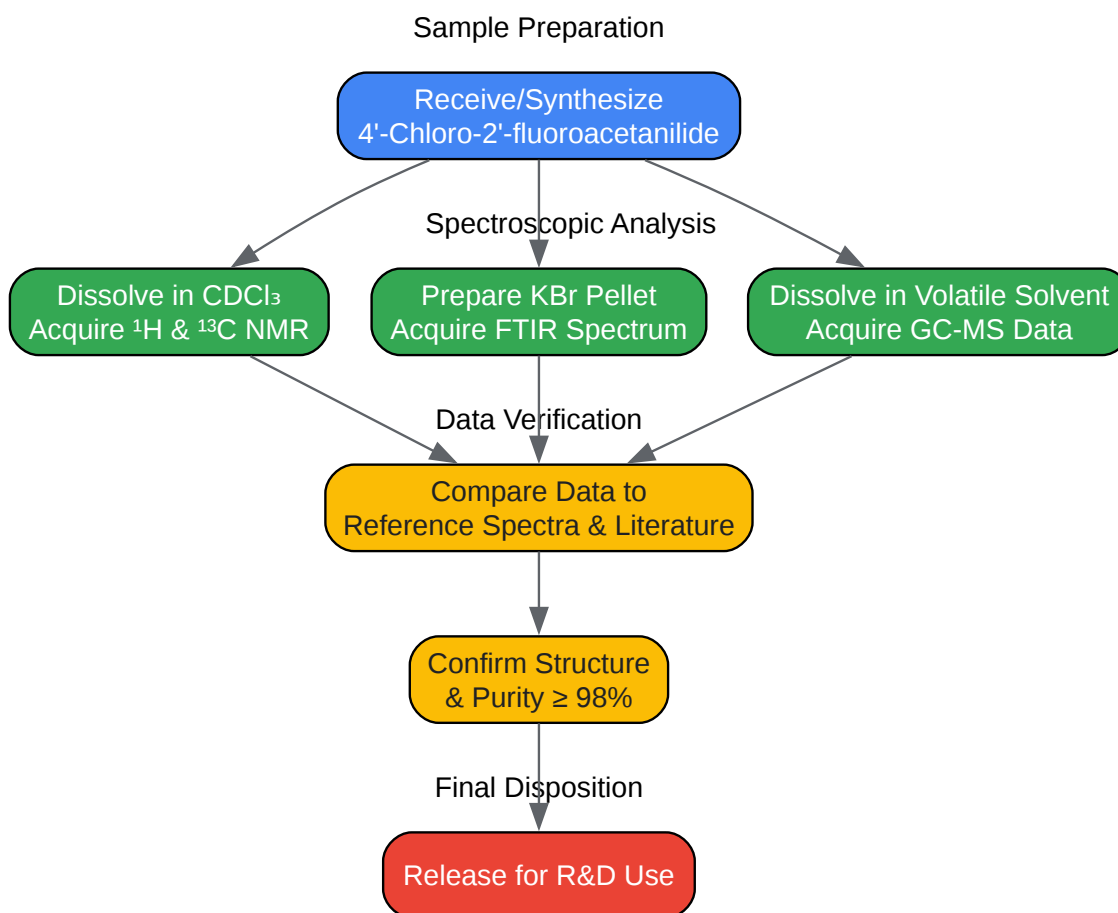 Sample Preparation
Receive/Synthesize
4'-Chloro-2'-fluoroacetanilide
Spectroscopic Analysis
Dissolve in CDCl₃
Acquire ¹H & ¹³C NMR
Prepare KBr Pellet
Acquire FTIR Spectrum
Dissolve in Volatile Solvent
Acquire GC-MS Data
Data Verification
Compare Data to
Reference Spectra & Literature
Confirm Structure
& Purity ≥ 98%
Final Disposition
Release for R&D Use